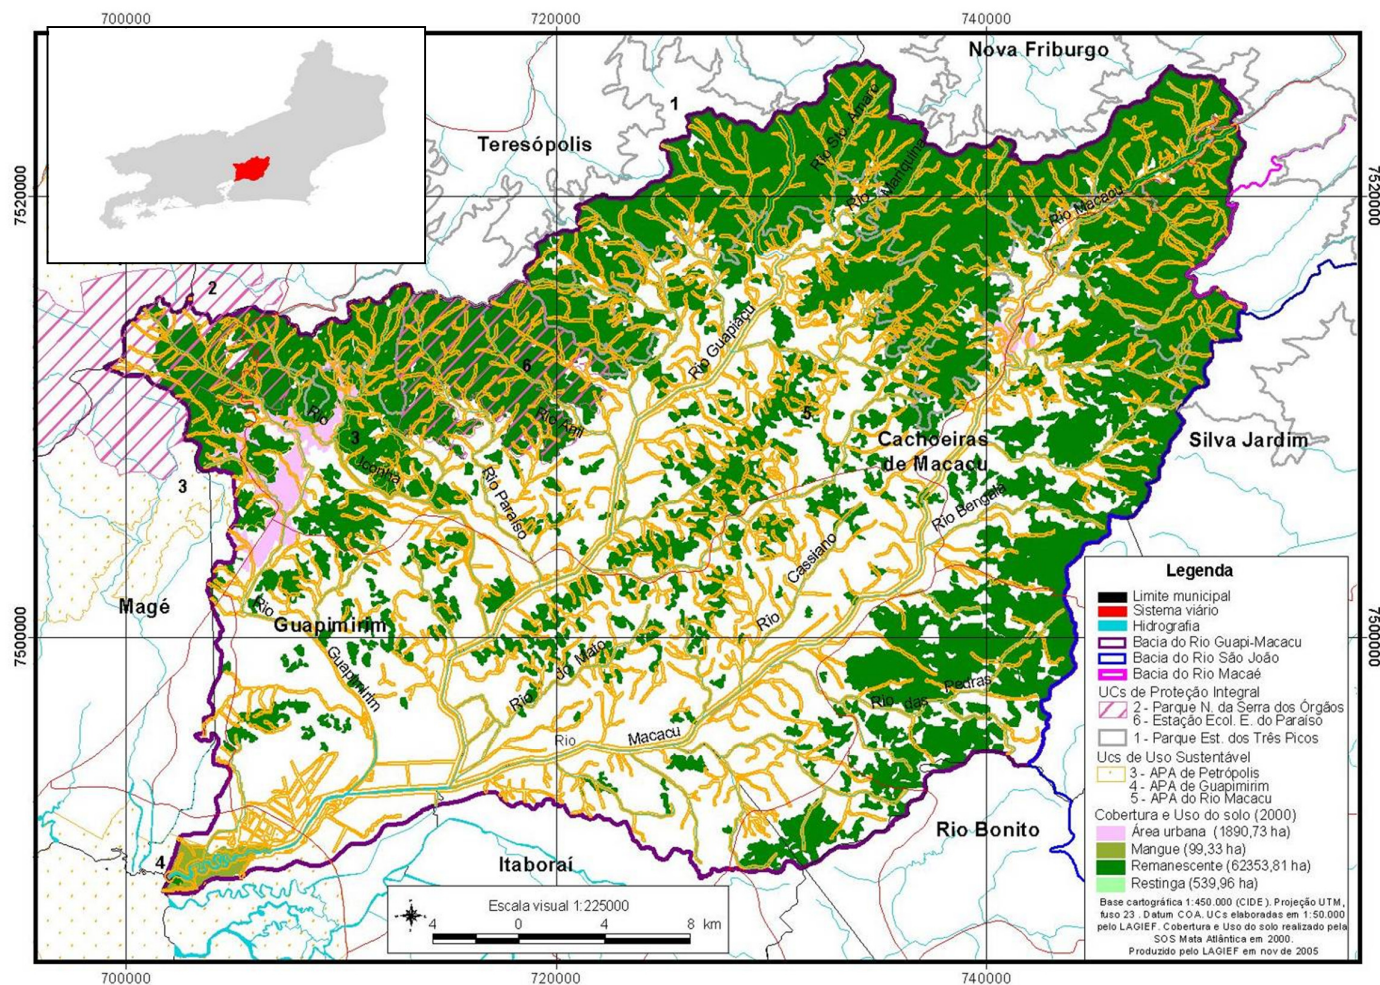 700000
720000
740000
Nova Friburgo
1
Teresópolis
Rio Sto. Amaro
Rio Manquinha
Rio Macacu
7520000
7520000
2
Rio Guapiaçu
6
Rio Anil
5
Rio
3
Iconha
Cachoeiras
de Macacu
Silva Jardim
3
Rio Paraíso
Rio Bengala
Cassiano
Rio
Magé
Rio
Guapimirim
7500000
7500000
Guapimirim
Rio do Mato
Rio das Pedras
Rio Macacu
Rio Bonito
4
Itaboraí
Legenda
Limite municipal
Sistema viário
Hidrografia
Bacia do Rio Guapi-Macacu
Bacia do Rio São João
Bacia do Rio Macaé
UCs de Proteção Integral
2 - Parque N. da Serra dos Órgãos
6 - Estação Ecol. E. do Paraíso
1 - Parque Est. dos Três Picos
Ucs de Uso Sustentável
3 - APA de Petrópolis
4 - APA de Guapimirim
5 - APA do Rio Macacu
Cobertura e Uso do solo (2000)
Área urbana (1890,73 ha)
Mangue (99,33 ha)
Remanescente (62353,81 ha)
Restinga (539,96 ha)
Base cartográfica 1:450.000 (CIDE). Projeção UTM,
fuso 23 . Datum COA. UCs elaboradas em 1:50.000
pelo LAGIEF. Cobertura e Uso do solo realizado pela
SOS Mata Atlântica em 2000.
Produzido pelo LAGIEF em nov de 2005
Escala visual 1:225000
4 0 4 8 km
700000
720000
740000